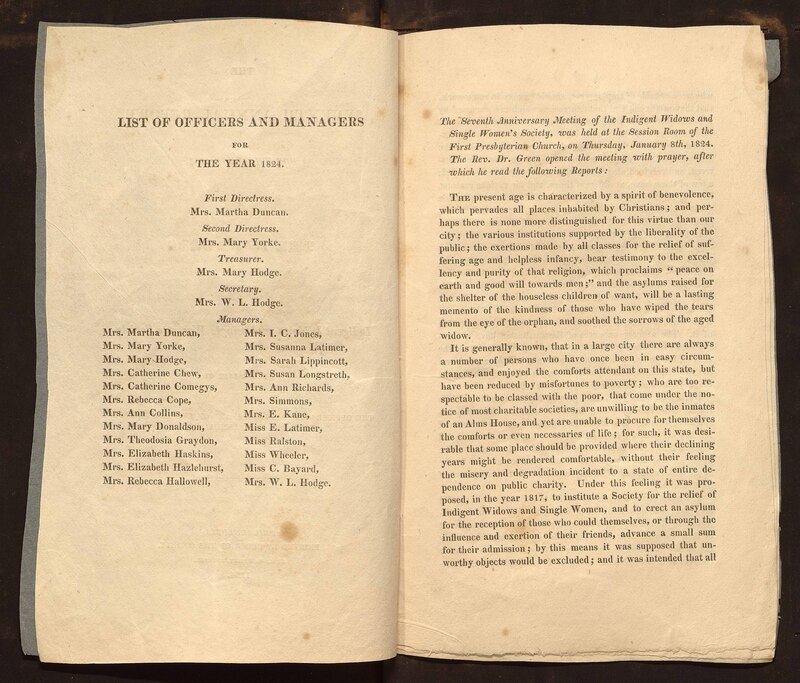 LIST OF OFFICERS AND MANAGERS
FOR
THE YEAR 1824.
First Directress.
Mrs. Martha Duncan.
Second Directress.
Mrs. Mary Yorke.
Treasurer.
Mrs. Mary Hodge.
Secretary.
Mrs. W. L. Hodge.
Managers.
Mrs. Martha Duncan,
Mrs. Mary Yorke,
Mrs. Mary Hodge,
Mrs. Catherine Chew,
Mrs. Catherine Comegys,
Mrs. Rebecca Cope,
Mrs. Ann Collins,
Mrs. Mary Donaldson,
Mrs. Theodosia Graydon,
Mrs. Elizabeth Haskins,
Mrs. Elizabeth Hazlehurst,
Mrs. Rebecca Hallowell,
Mrs. I. C. Jones,
Mrs. Susanna Latimer,
Mrs. Sarah Lippincott,
Mrs. Susan Longstreth,
Mrs. Ann Richards,
Mrs. Simmons,
Mrs. E. Kane,
Miss E. Latimer,
Miss Ralston,
Miss Wheeler,
Miss C. Bayard,
Mrs. W. L. Hodge.
The Seventh Anniversary Meeting of the Indigent Widows and
Single Women's Society, was held at the Session Room of the
First Presbyterian Church, on Thursday, January 8th, 1824.
The Rev. Dr. Green opened the meeting with prayer, after
which he read the following Reports:
THE present age is characterized by a spirit of benevolence,
which pervades all places inhabited by Christians; and per-
haps there is none more distinguished for this virtue than our
city; the various institutions supported by the liberality of the
public; the exertions made by all classes for the relief of suf-
fering age and helpless infancy, bear testimony to the excel-
lency and purity of that religion, which proclaims "peace on
earth and good will towards men;" and the asylums raised for
the shelter of the houseless children of want, will be a lasting
memento of the kindness of those who have wiped the tears
from the eye of the orphan, and soothed the sorrows of the aged
widow.
It is generally known, that in a large city there are always
a number of persons who have once been in easy circum-
stances, and enjoyed the comforts attendant on this state, but
have been reduced by misfortunes to poverty; who are too re-
spectable to be classed with the poor, that come under the no-
tice of most charitable societies, are unwilling to be the inmates
of an Alms House, and yet are unable to procure for themselves
the comforts or even necessaries of life; for such, it was desi-
rable that some place should be provided where their declining
years might be rendered comfortable, without their feeling
the misery and degradation incident to a state of entire de-
pendence on public charity. Under this feeling it was pro-
posed, in the year 1817, to institute a Society for the relief of
Indigent Widows and Single Women, and to erect an asylum
for the reception of those who could themselves, or through the
influence and exertion of their friends, advance a small sum
for their admission; by this means it was supposed that un-
worthy objects would be excluded; and it was intended that all